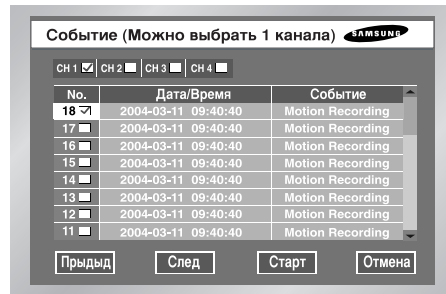 Событие (Можно выбрать 1 канала) SAMSUNG
CH 1 CH 2 CH 3 CH 4
No. Дата/Время Событие
18 2004-03-11 09:40:40 Motion Recording
17 2004-03-11 09:40:40 Motion Recording
16 2004-03-11 09:40:40 Motion Recording
15 2004-03-11 09:40:40 Motion Recording
14 2004-03-11 09:40:40 Motion Recording
13 2004-03-11 09:40:40 Motion Recording
12 2004-03-11 09:40:40 Motion Recording
11 2004-03-11 09:40:40 Motion Recording
Прыдыд След Старт Отмена